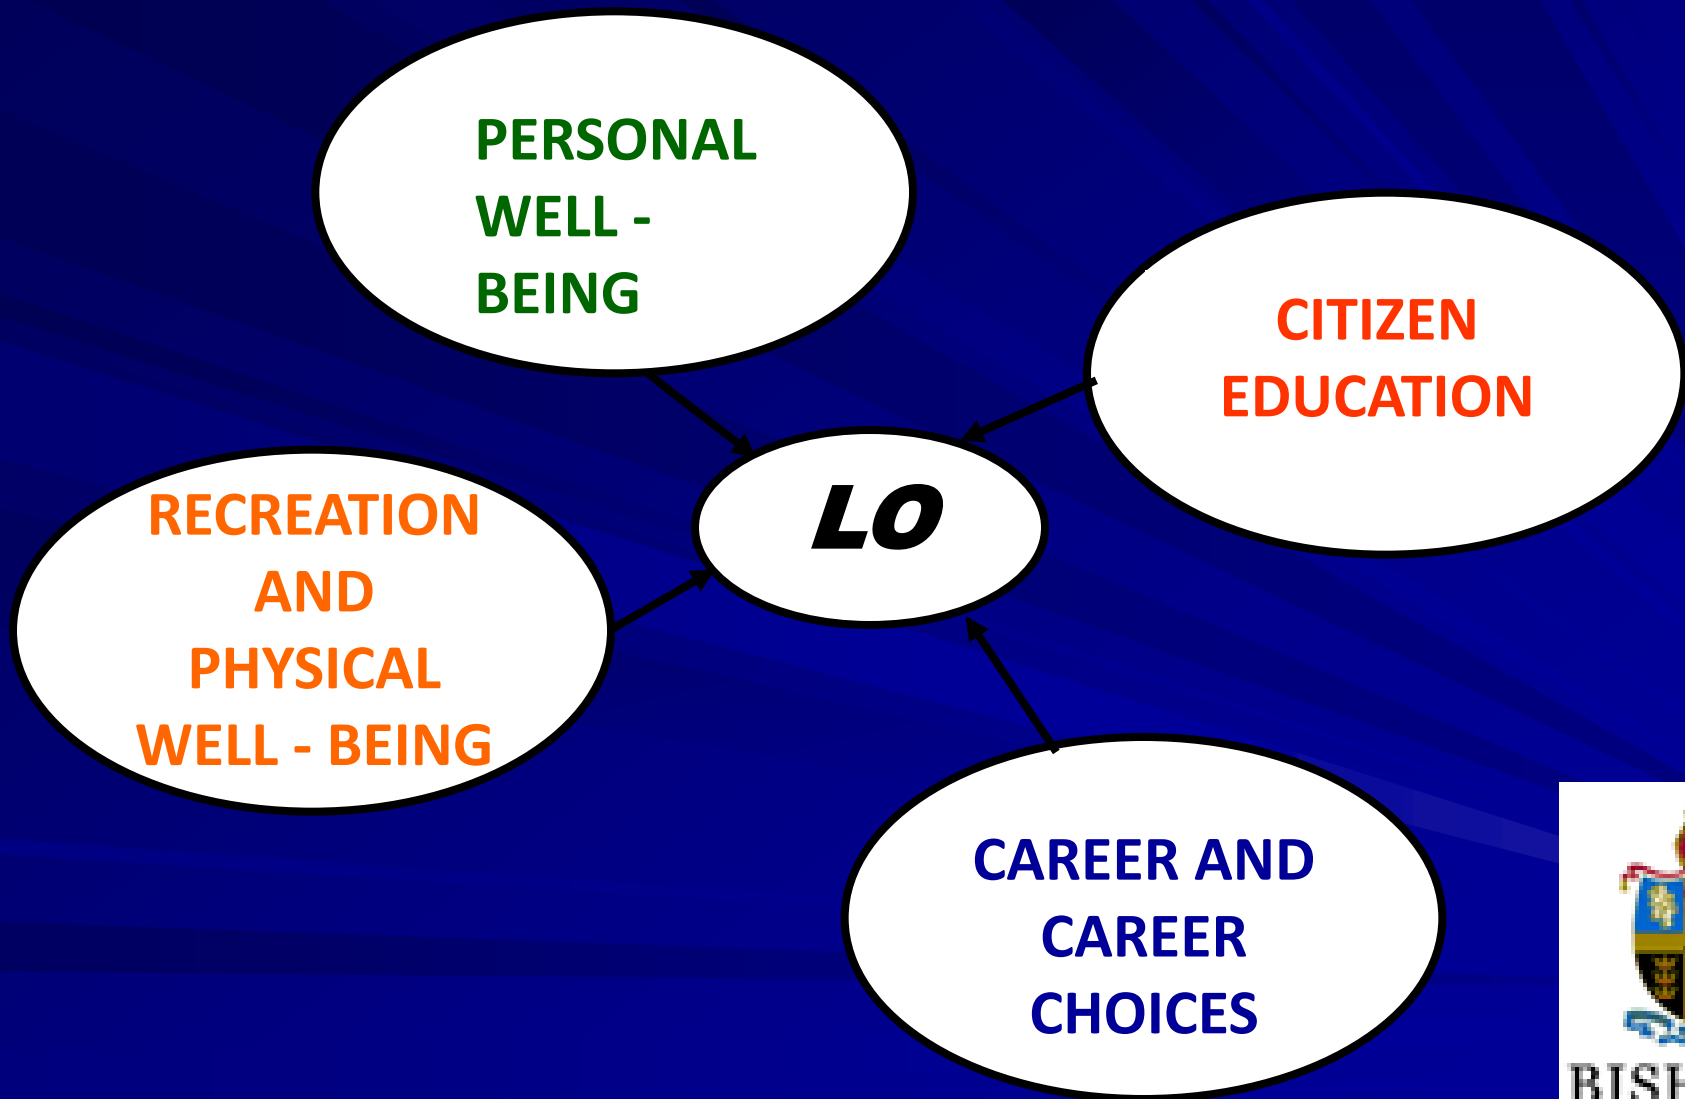 PERSONAL
WELL -
BEING
CITIZEN
EDUCATION
LO
RECREATION
AND
PHYSICAL
WELL - BEING
CAREER AND
CAREER
CHOICES